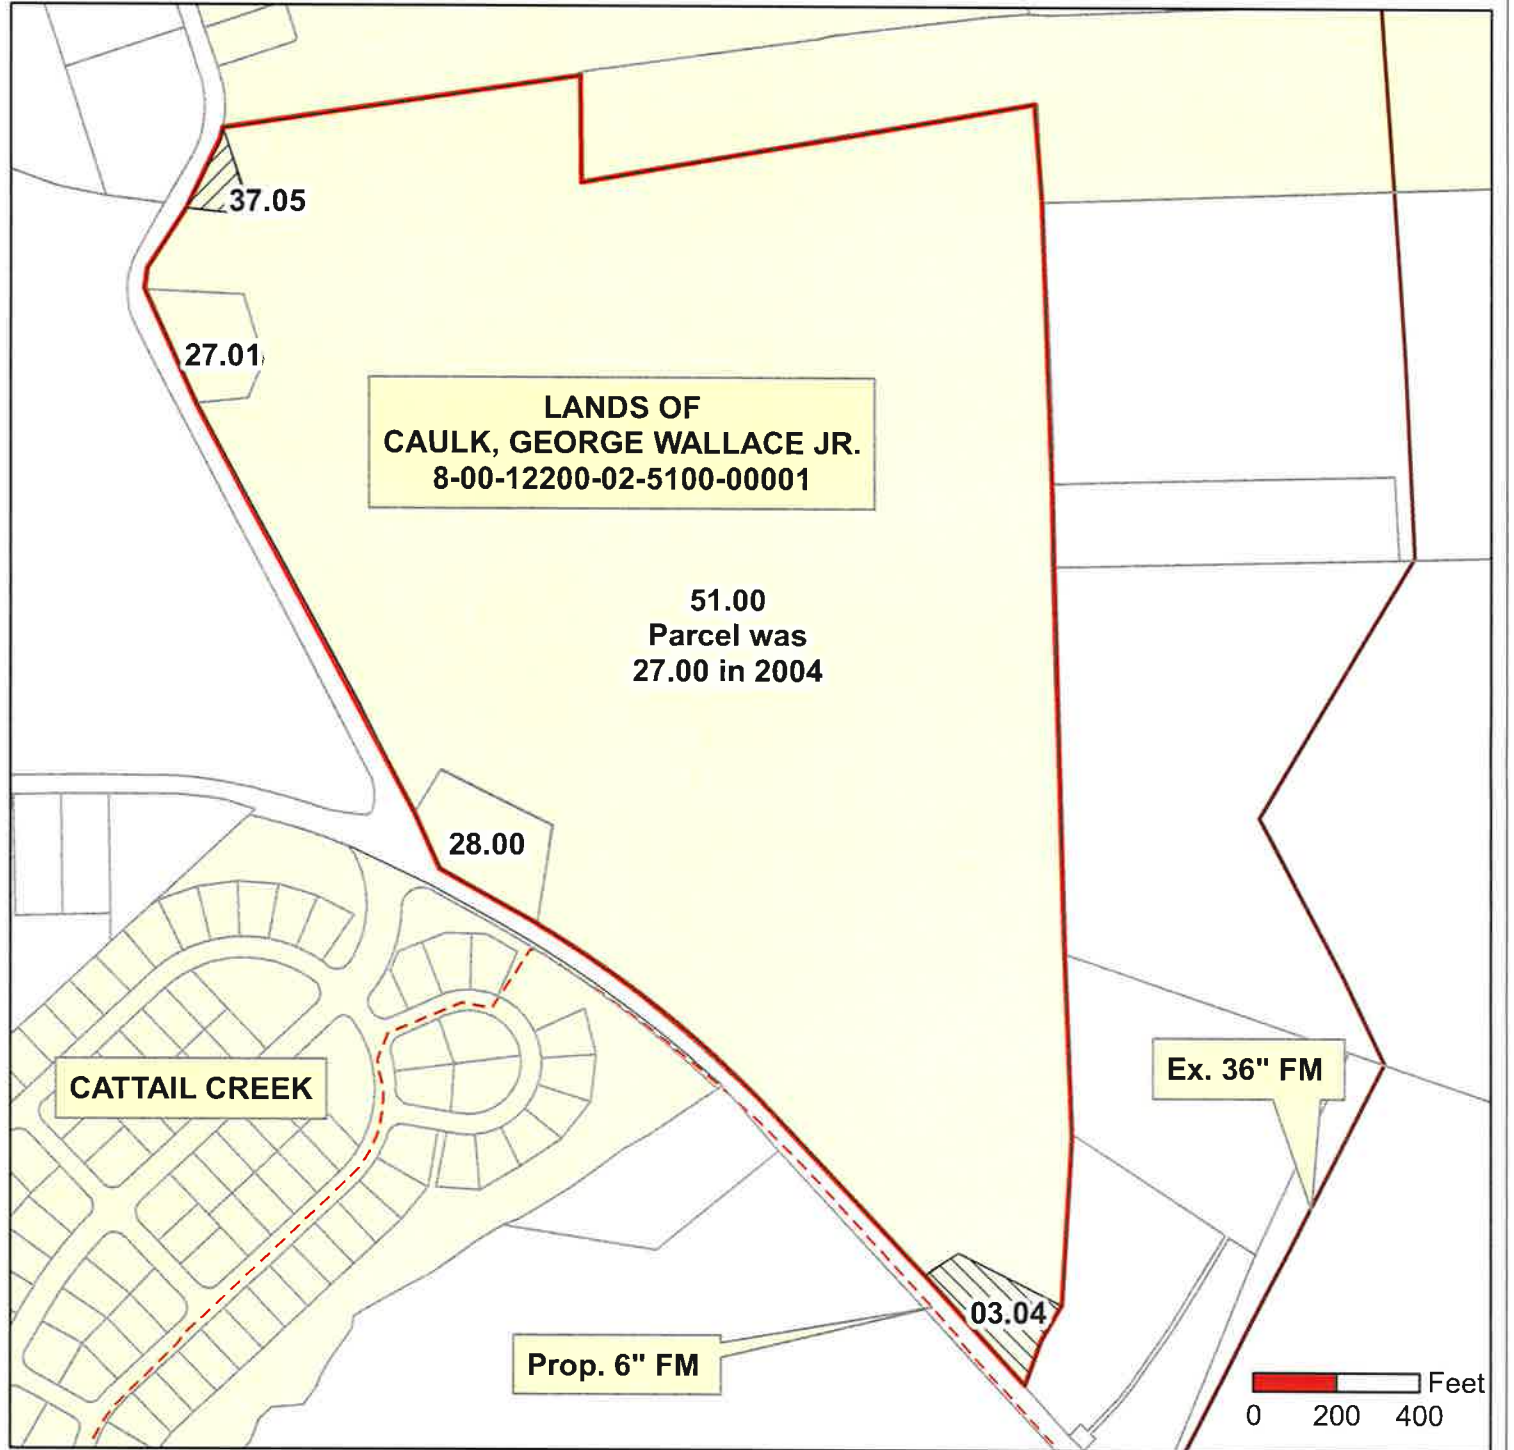 37.05
27.01
LANDS OF
CAULK, GEORGE WALLACE JR.
8-00-12200-02-5100-00001
51.00
Parcel was
27.00 in 2004
28.00
CATTAIL CREEK
Ex. 36" FM
03.04
Prop. 6" FM
Feet
0 200 400